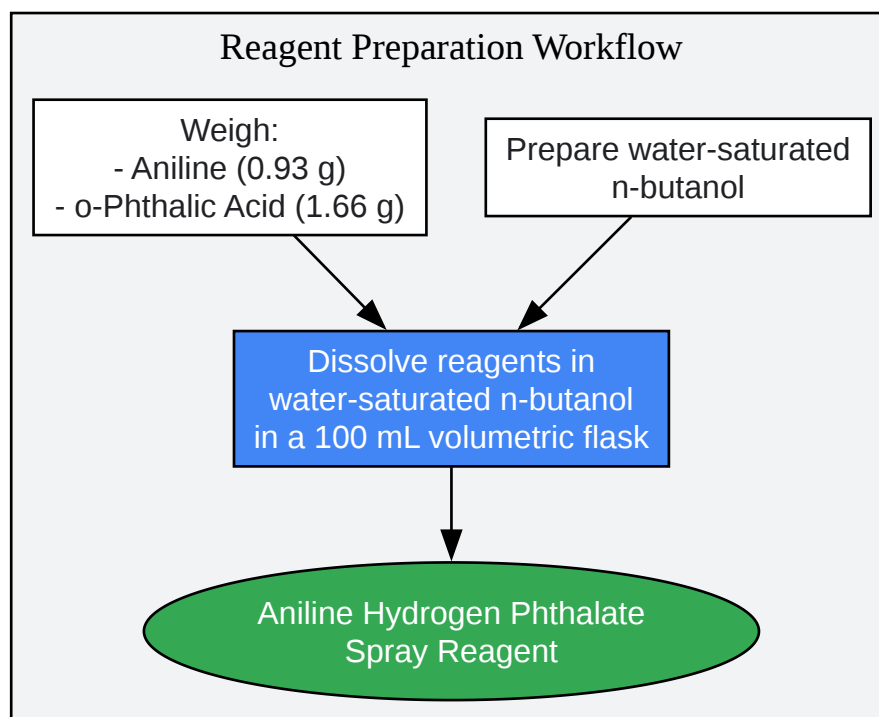 Reagent Preparation Workflow
Weigh:
- Aniline (0.93 g)
- o-Phthalic Acid (1.66 g)
Prepare water-saturated
n-butanol
Dissolve reagents in
water-saturated n-butanol
in a 100 mL volumetric flask
Aniline Hydrogen Phthalate
Spray Reagent